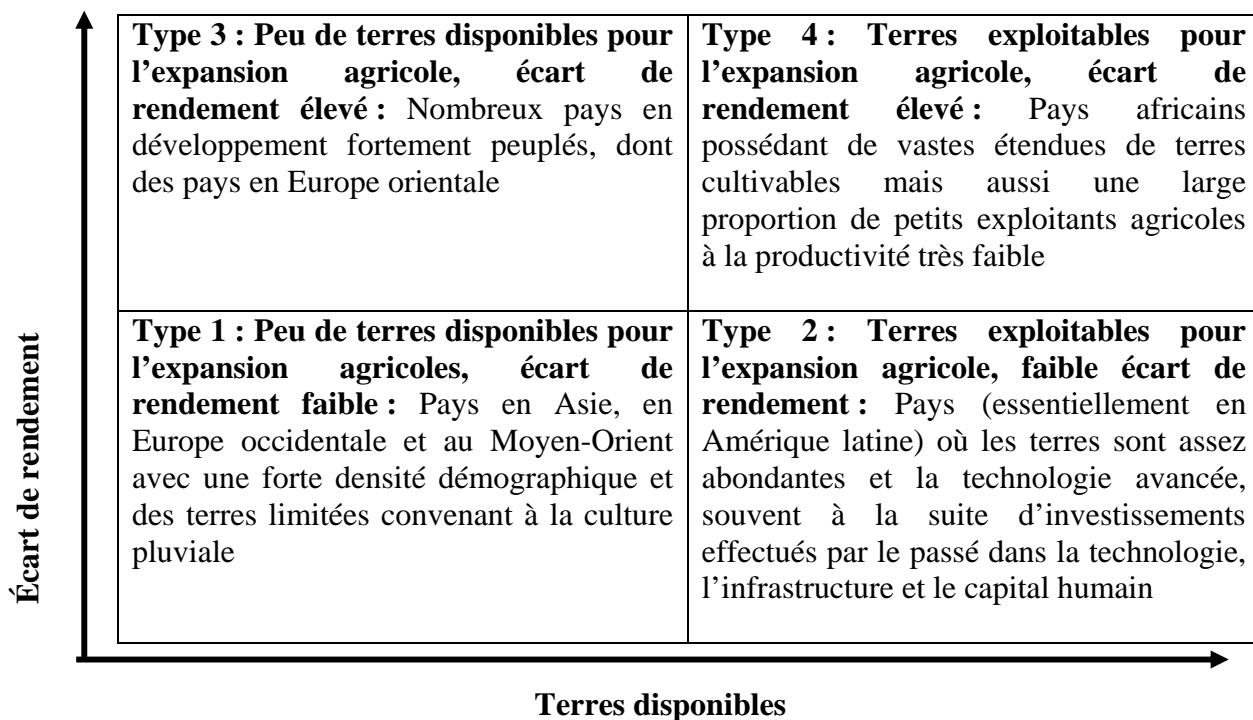 Type 3 : Peu de terres disponibles pour
l’expansion agricole, écart de
rendement élevé : Nombreux pays en
développement fortement peuplés, dont
des pays en Europe orientale
Type 4 : Terres exploitables pour
l’expansion agricole, écart de
rendement élevé : Pays africains
possédant de vastes étendues de terres
cultivables mais aussi une large
proportion de petits exploitants agricoles
à la productivité très faible
Écart de rendement
Type 1 : Peu de terres disponibles pour
l’expansion agricoles, écart de
rendement faible : Pays en Asie, en
Europe occidentale et au Moyen-Orient
avec une forte densité démographique et
des terres limitées convenant à la culture
pluviale
Type 2 : Terres exploitables pour
l’expansion agricole, faible écart de
rendement : Pays (essentiellement en
Amérique latine) où les terres sont assez
abondantes et la technologie avancée,
souvent à la suite d’investissements
effectués par le passé dans la technologie,
l’infrastructure et le capital humain
Terres disponibles